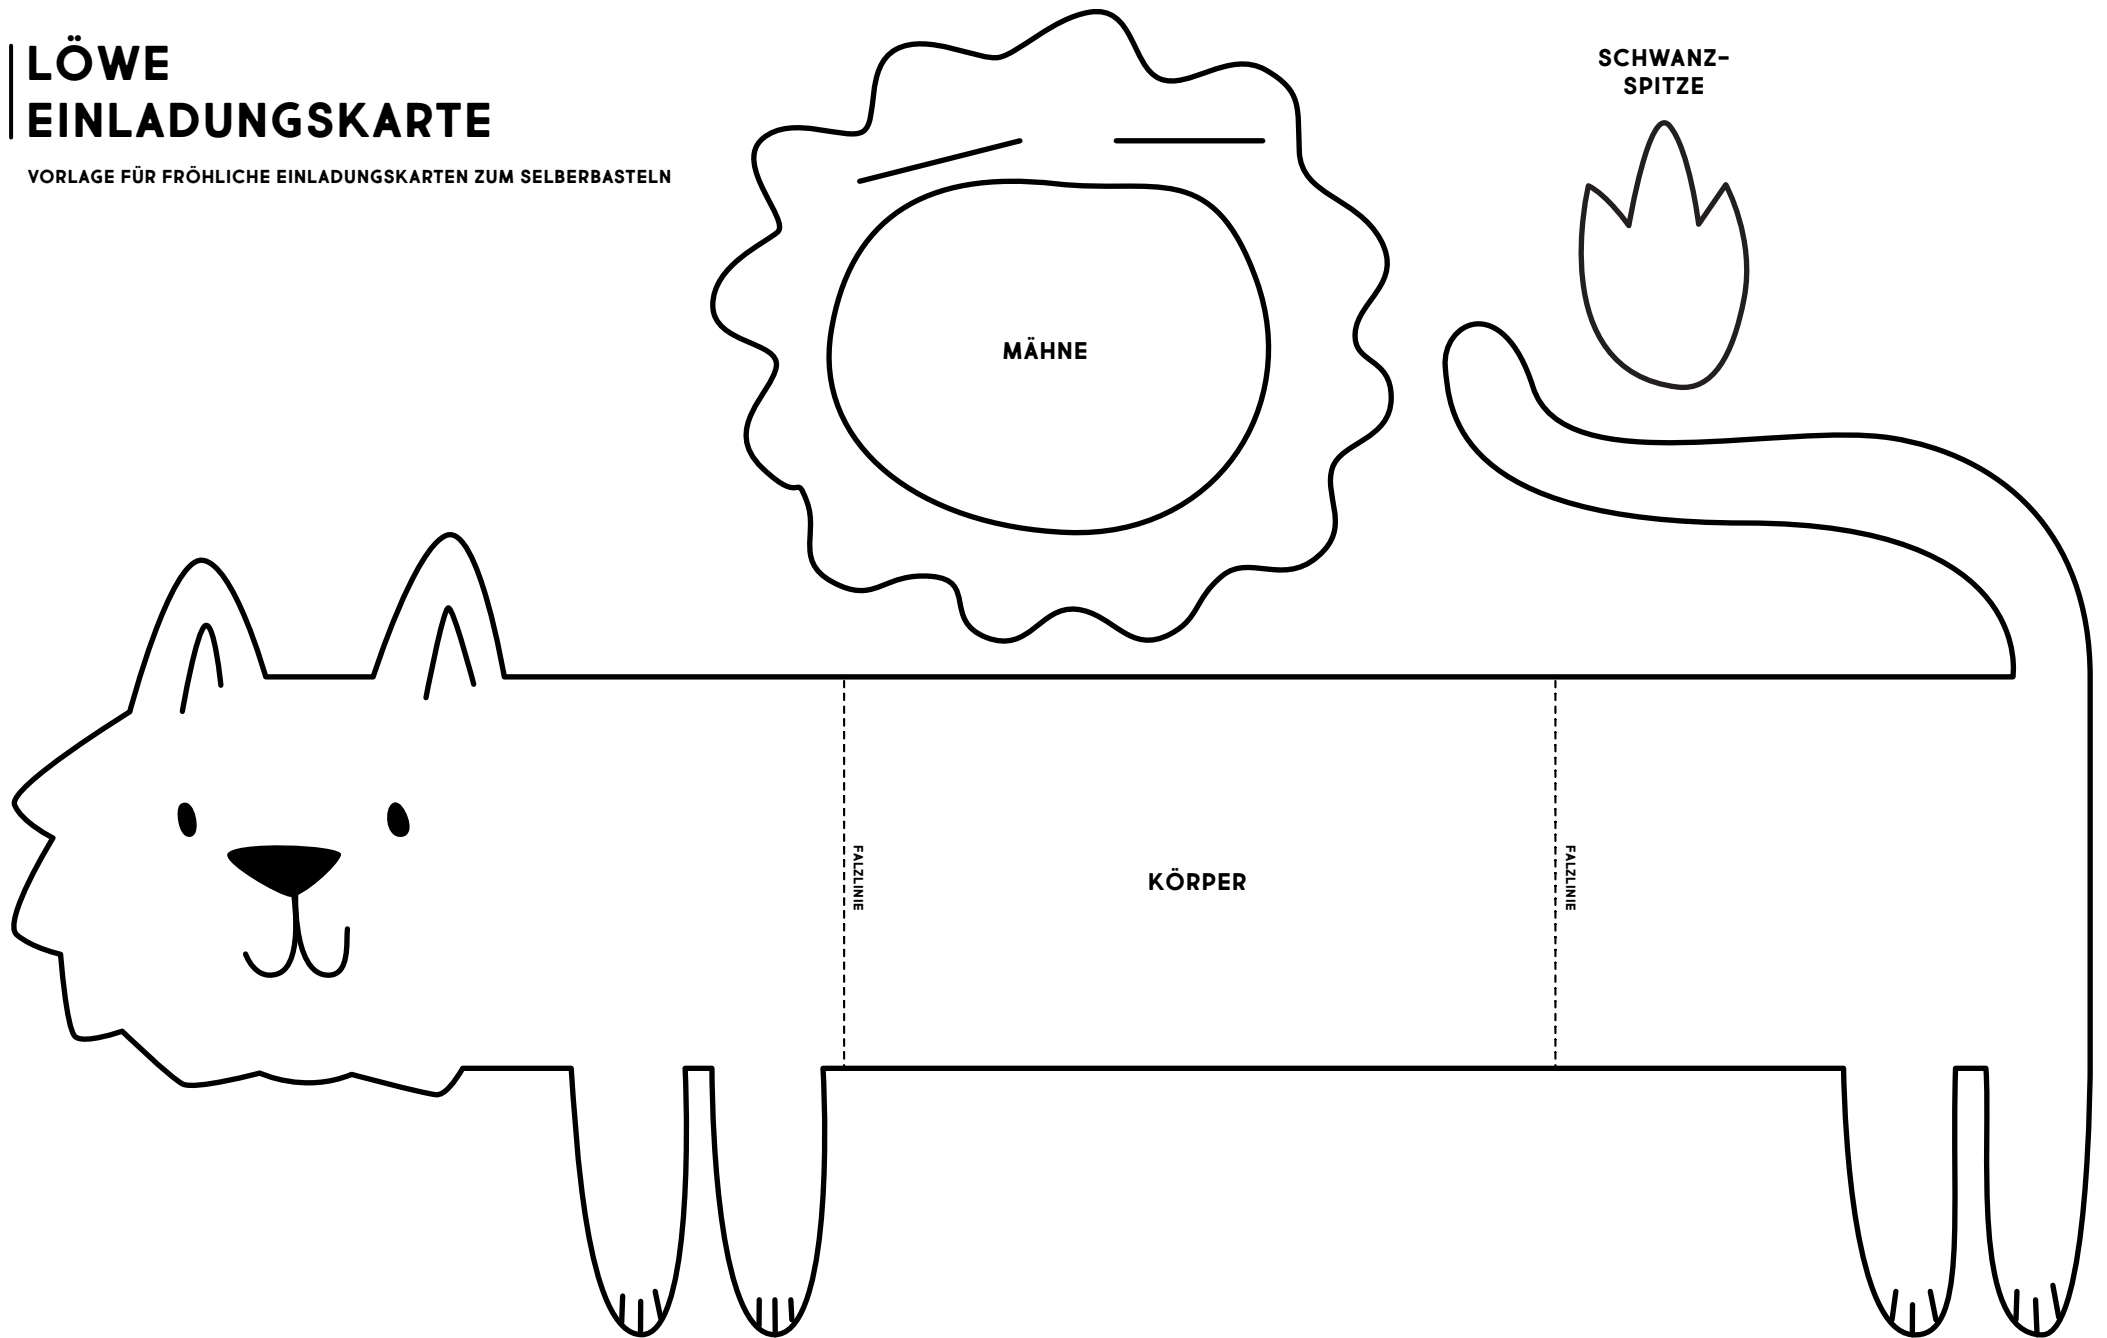 LÖWE
EINLADUNGSKARTE
VORLAGE FÜR FRÖHLICHE EINLADUNGSKARTEN ZUM SELBERBASTELN
SCHWANZ-
SPITZE
MÄHNE
FALZLINIE
KÖRPER
FALZLINIE